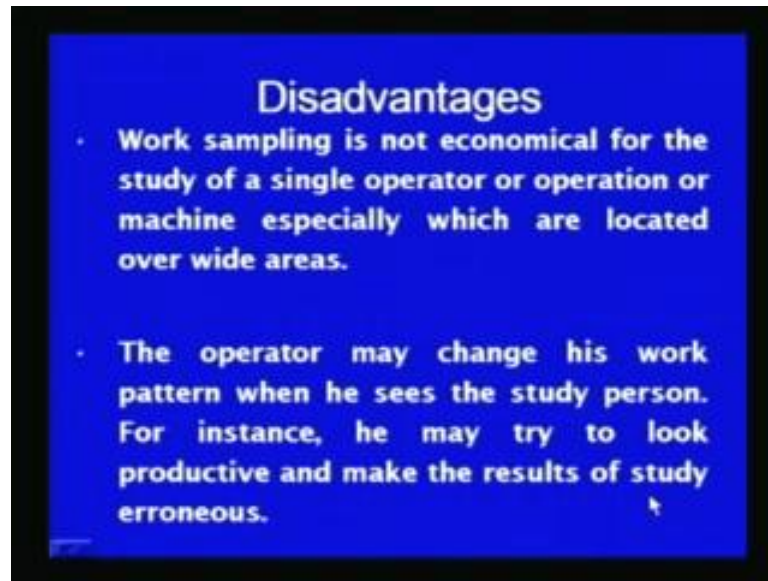 Disadvantages
· Work sampling is not economical for the
study of a single operator or operation or
machine especially which are located
over wide areas.
· The operator may change his work
pattern when he sees the study person.
For instance, he may try to look
productive and make the results of study
erroneous.